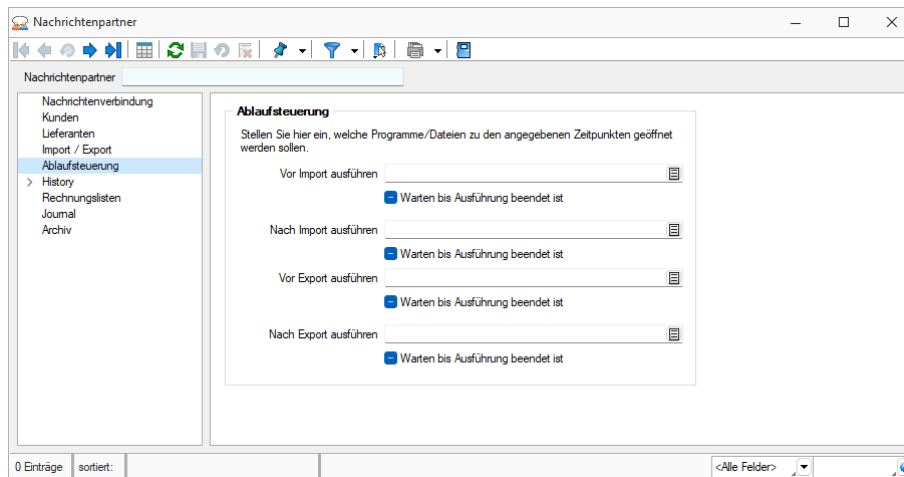 Nachrichtenpartner
Nachrichtenpartner
Nachrichtenverbindung
Kunden
Lieferanten
Import / Export
Ablaufsteuerung
History
Rechnungslisten
Journal
Archiv
Ablaufsteuerung
Stellen Sie hier ein, welche Programme/Dateien zu den angegebenen Zeitpunkten geöffnet
werden sollen.
Vor Import ausführen
Warten bis Ausführung beendet ist
Nach Import ausführen
Warten bis Ausführung beendet ist
Vor Export ausführen
Warten bis Ausführung beendet ist
Nach Export ausführen
Warten bis Ausführung beendet ist
0 Einträge sortiert: <Alle Felder>